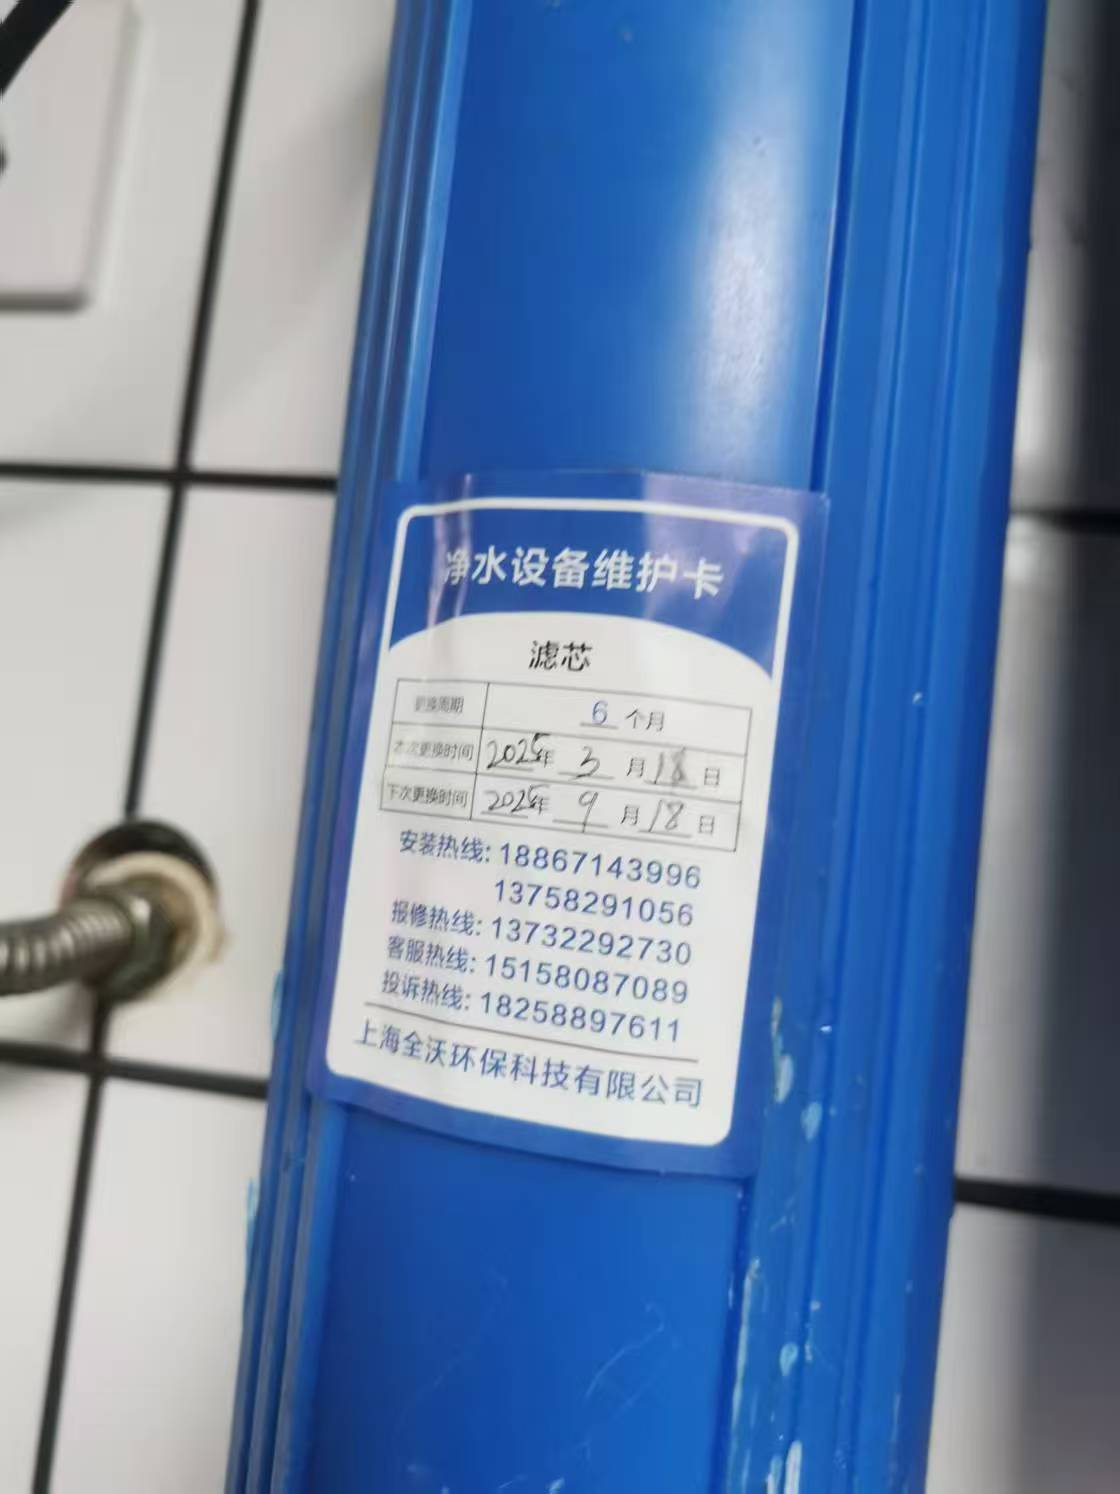 净水设备维护卡
滤芯
更换周期 6 个月
本次更换时间 2025年 3 月 18 日
下次更换时间 2025年 9 月 18 日
安装热线: 18867143996
13758291056
报修热线: 13732292730
客服热线: 15158087089
投诉热线: 18258897611
上海全沃环保科技有限公司